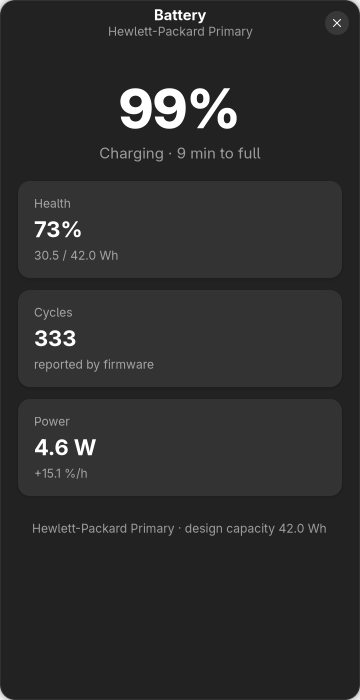 Battery
Hewlett-Packard Primary
99%
Charging · 9 min to full
Health
73%
30.5 / 42.0 Wh
Cycles
333
reported by firmware
Power
4.6 W
+15.1 %/h
Hewlett-Packard Primary · design capacity 42.0 Wh